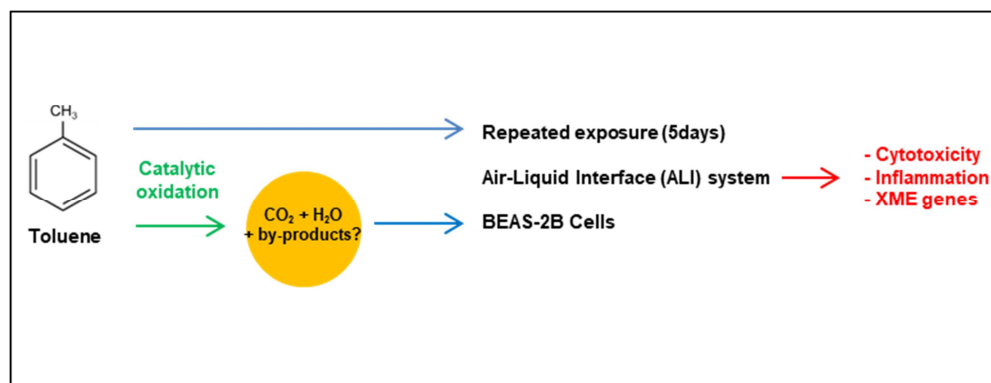 CH₃
Toluene
Catalytic
oxidation
CO₂ + H₂O
+ by-products?
Repeated exposure (5days)
Air-Liquid Interface (ALI) system
BEAS-2B Cells
- Cytotoxicity
- Inflammation
- XME genes